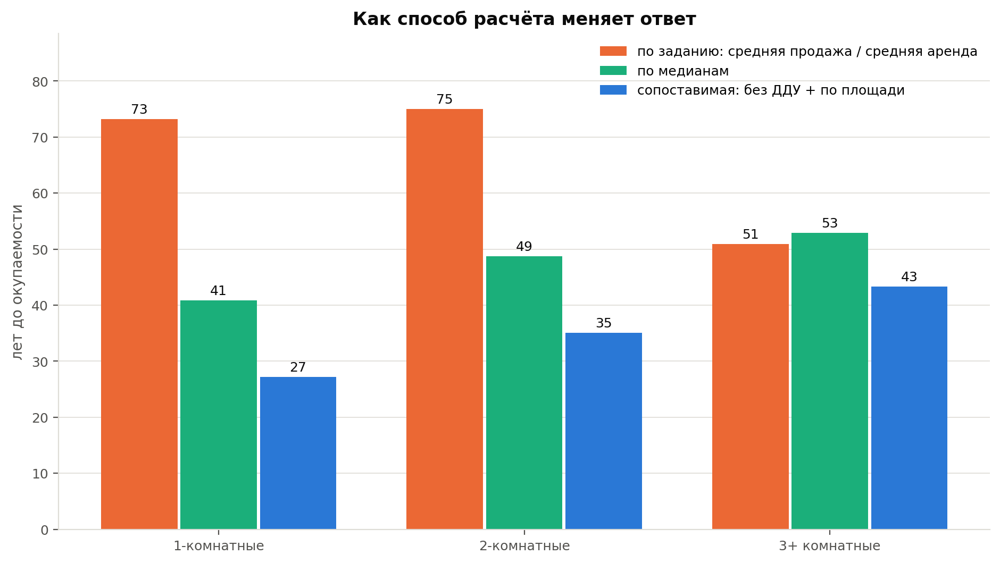 Как способ расчёта меняет ответ
по заданию: средняя продажа / средняя аренда
по медианам
сопоставимая: без ДДУ + по площади
лет до окупаемости
80
70
60
50
40
30
20
10
0
73
41
27
75
49
35
51
53
43
1-комнатные
2-комнатные
3+ комнатные